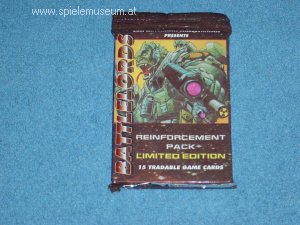 www.spielemuseum.at
PRESENTS
BATTLELORDS
REINFORCEMENT
PACK
LIMITED EDITION
15 TRADABLE GAME CARDS